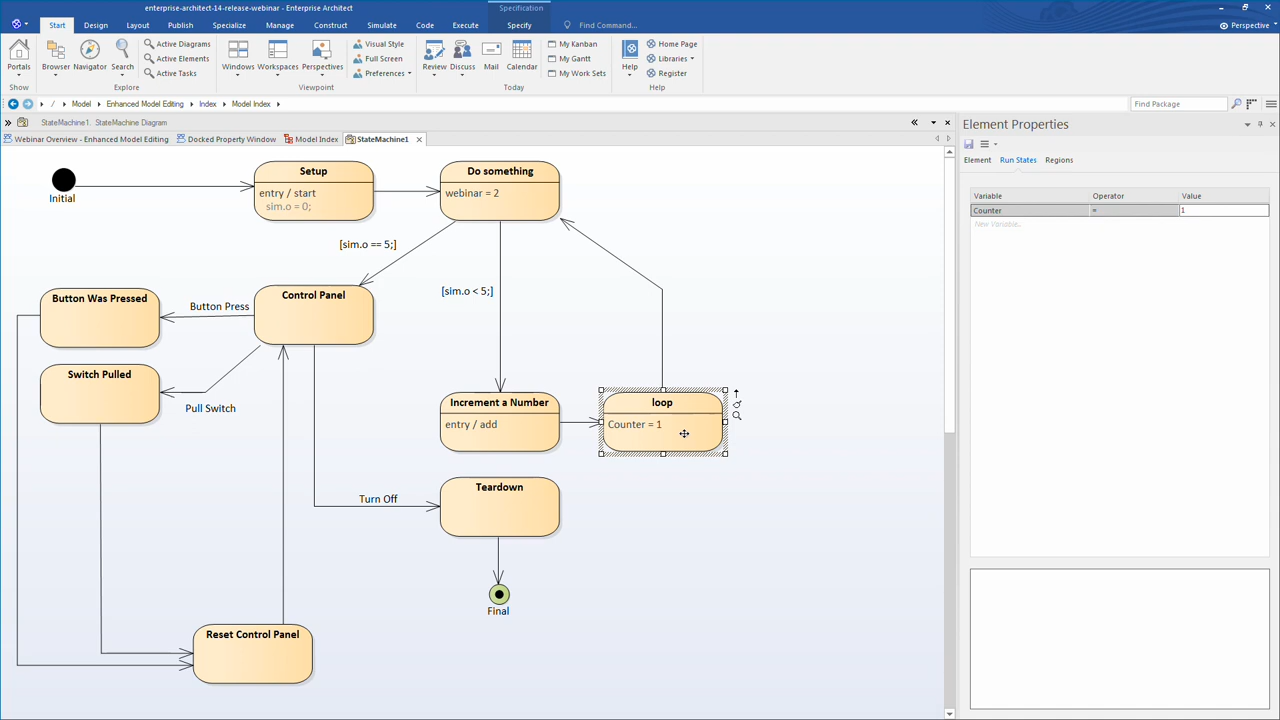 enterprise-architect-14-release-webinar - Enterprise Architect
Specification
Start Design Layout Publish Specialize Manage Construct Simulate Code Execute Specify Find Command... Perspective
Portals
Show
Browser Navigator Search
Active Diagrams
Active Elements
Active Tasks
Explore
Windows Workspaces Perspectives
Visual Style
Full Screen
Preferences
Viewpoint
Review Discuss Mail Calendar
My Kanban
My Gantt
My Work Sets
Today
Help
Home Page
Libraries
Register
Help
/ Model Enhanced Model Editing Index Model Index
Find Package
StateMachine1. StateMachine Diagram
Webinar Overview - Enhanced Model Editing Docked Property Window Model Index StateMachine1
Initial
Setup
entry / start
sim.o = 0;
Do something
webinar = 2
[sim.o == 5;]
[sim.o < 5;]
Button Was Pressed
Button Press
Control Panel
Switch Pulled
Pull Switch
Increment a Number
entry / add
loop
Counter = 1
Turn Off
Teardown
Final
Reset Control Panel
Element Properties
Element Run States Regions
Variable Operator Value
Counter = 1
New Variable..